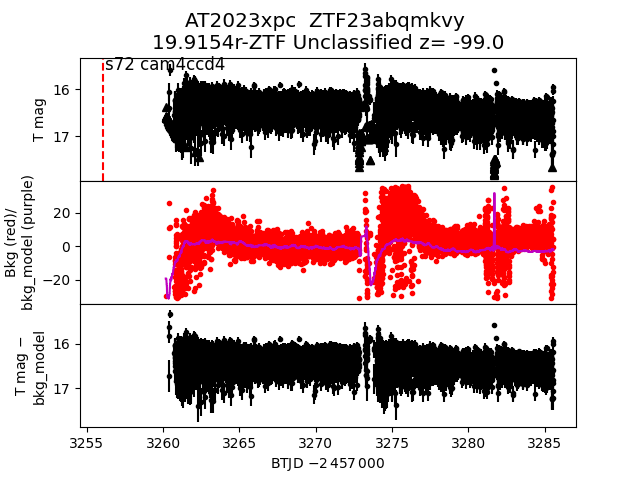 AT2023xpc  ZTF23abqmkvy
19.9154r-ZTF Unclassified z= -99.0
s72 cam4ccd4
16
17
T mag
20
0
−20
Bkg (red)/
bkg_model (purple)
16
17
T mag −
bkg_model
3255
3260
3265
3270
3275
3280
3285
BTJD −2 457 000